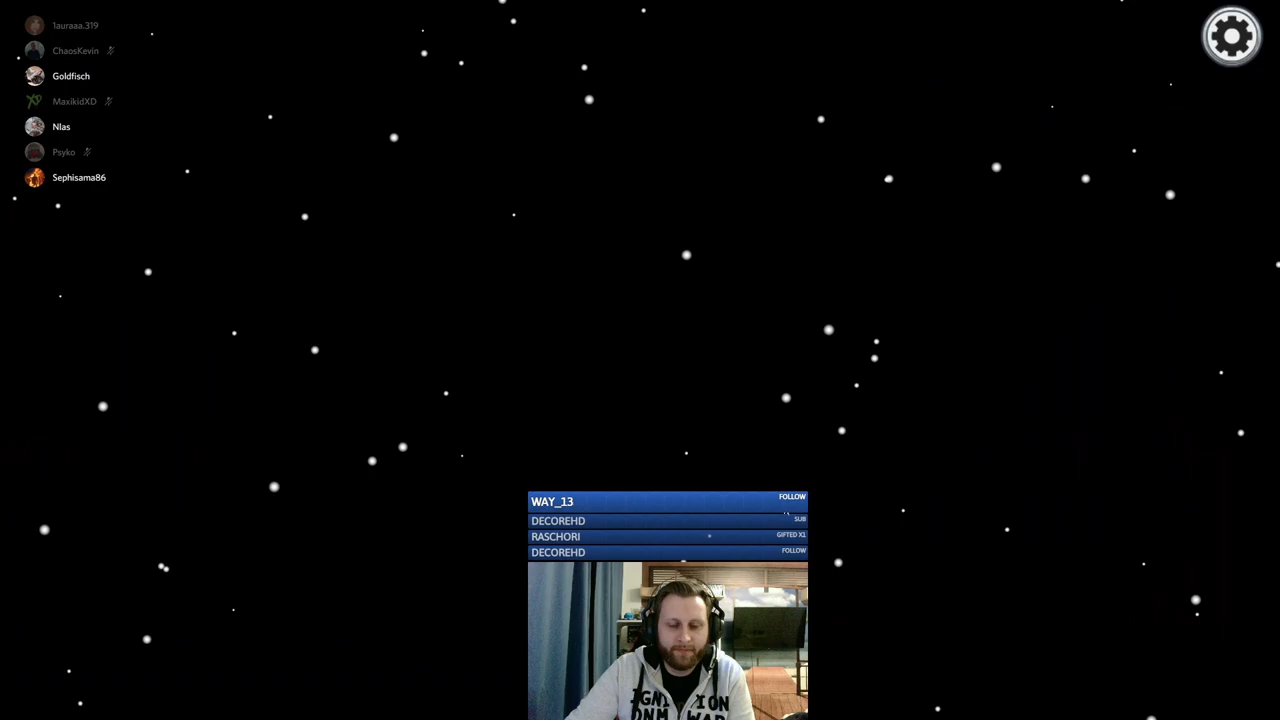 1auraaa.319
ChaosKevin
Goldfisch
MaxikidXD
Nlas
Psyko
Sephisama86
WAY_13 FOLLOW
DECOREHD SUB
RASCHORI GIFTED X1
DECOREHD FOLLOW